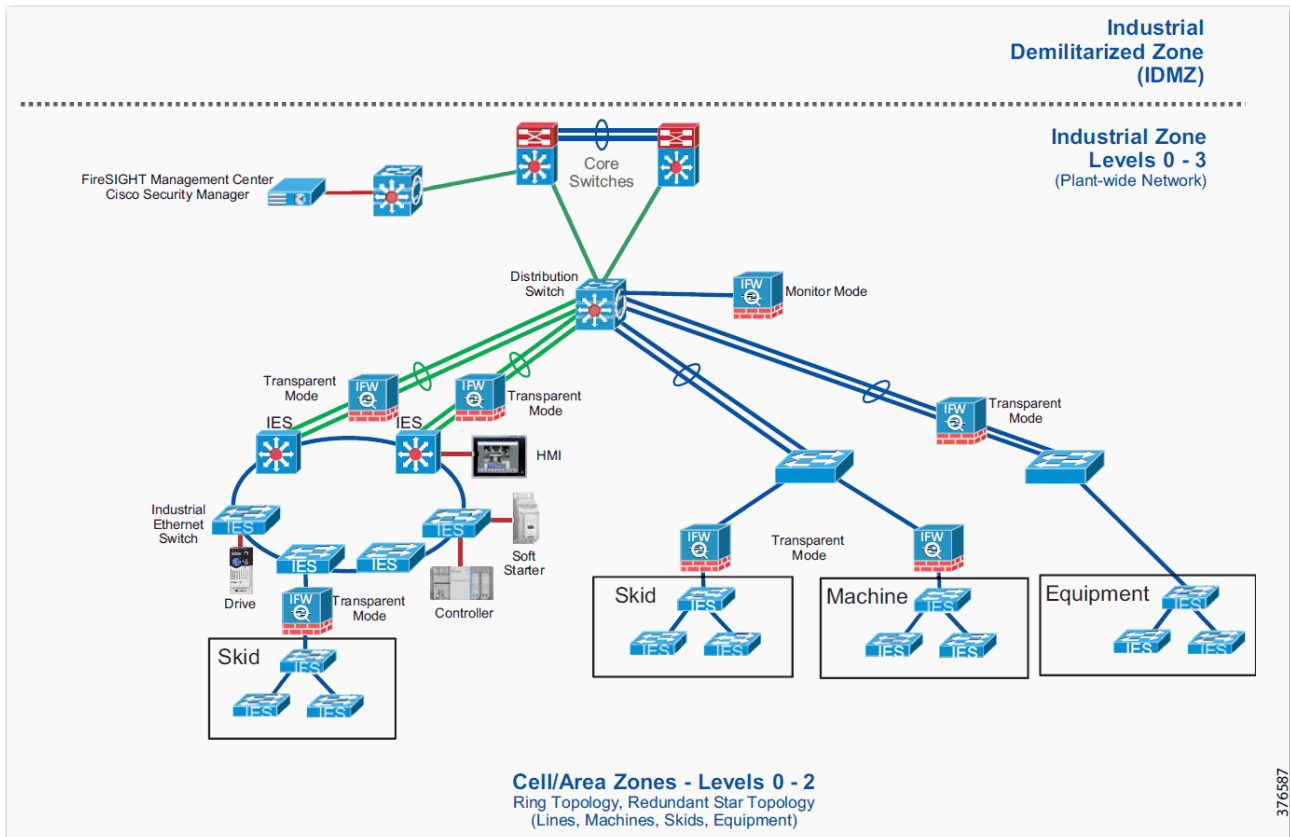 Industrial
Demilitarized Zone
(IDMZ)
Industrial Zone
Levels 0 - 3
(Plant-wide Network)
Core
Switches
FireSIGHT Management Center
Cisco Security Manager
Distribution
Switch
IFW
Monitor Mode
Transparent
Mode
IFW
IFW
Transparent
Mode
IFW
Transparent
Mode
IES
IES
HMI
Industrial
Ethernet
Switch
IES
IES
Soft
Starter
IES
IES
Drive
Controller
IFW
Transparent
Mode
IFW
Transparent
Mode
IFW
Skid
IES
IES
IES
Skid
IES
IES
IES
Machine
IES
IES
IES
Equipment
IES
IES
IES
Cell/Area Zones - Levels 0 - 2
Ring Topology, Redundant Star Topology
(Lines, Machines, Skids, Equipment)
376587